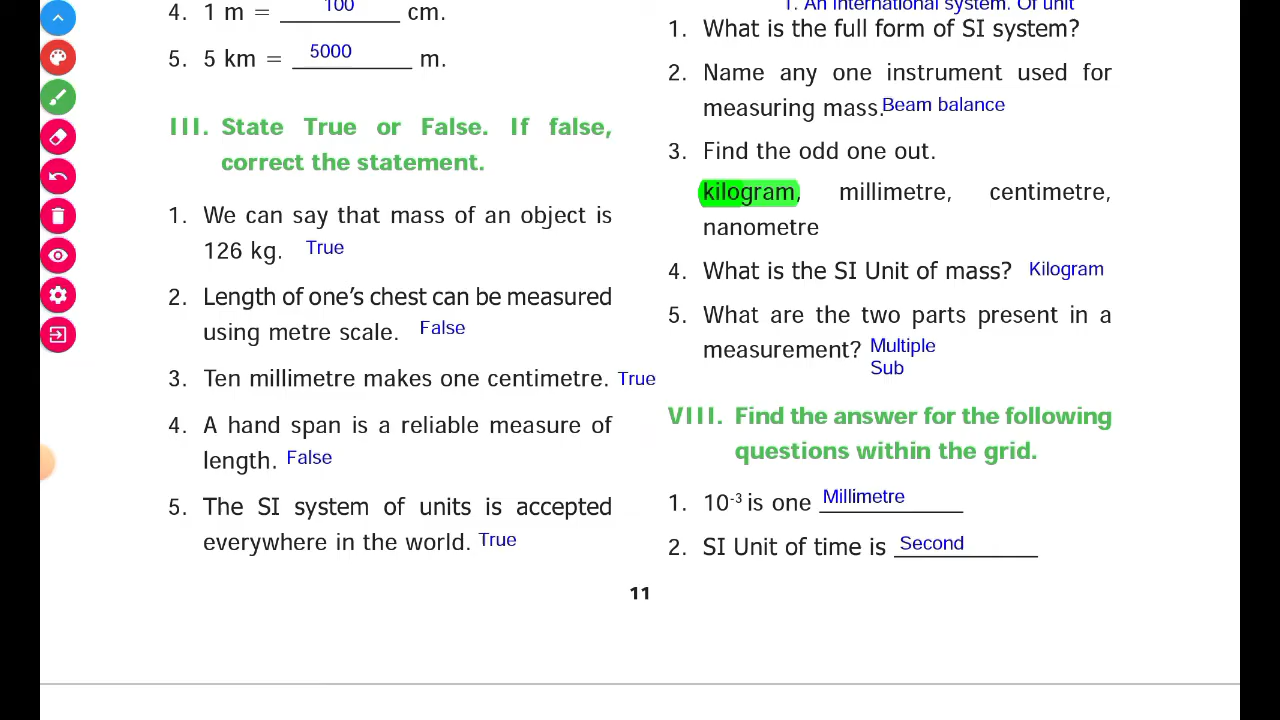 4. 1 m = 100 cm.
5. 5 km = 5000 m.
III. State True or False. If false,
correct the statement.
1. We can say that mass of an object is
126 kg. True
2. Length of one's chest can be measured
using metre scale. False
3. Ten millimetre makes one centimetre. True
4. A hand span is a reliable measure of
length. False
5. The SI system of units is accepted
everywhere in the world. True
1. An international system. Of unit
1. What is the full form of SI system?
2. Name any one instrument used for
measuring mass. Beam balance
3. Find the odd one out.
kilogram, millimetre, centimetre,
nanometre
4. What is the SI Unit of mass? Kilogram
5. What are the two parts present in a
measurement? Multiple
Sub
VIII. Find the answer for the following
questions within the grid.
1. 10⁻³ is one Millimetre
2. SI Unit of time is Second
11